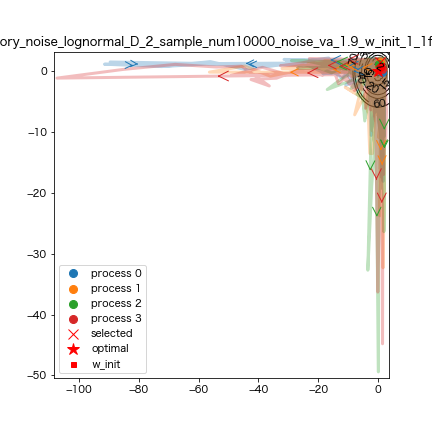 ory_noise_lognormal_D_2_sample_num10000_noise_va_1.9_w_init_1_1f
0
−10
−20
−30
−40
−50
−100
−80
−60
−40
−20
0
process 0
process 1
process 2
process 3
selected
optimal
w_init
60